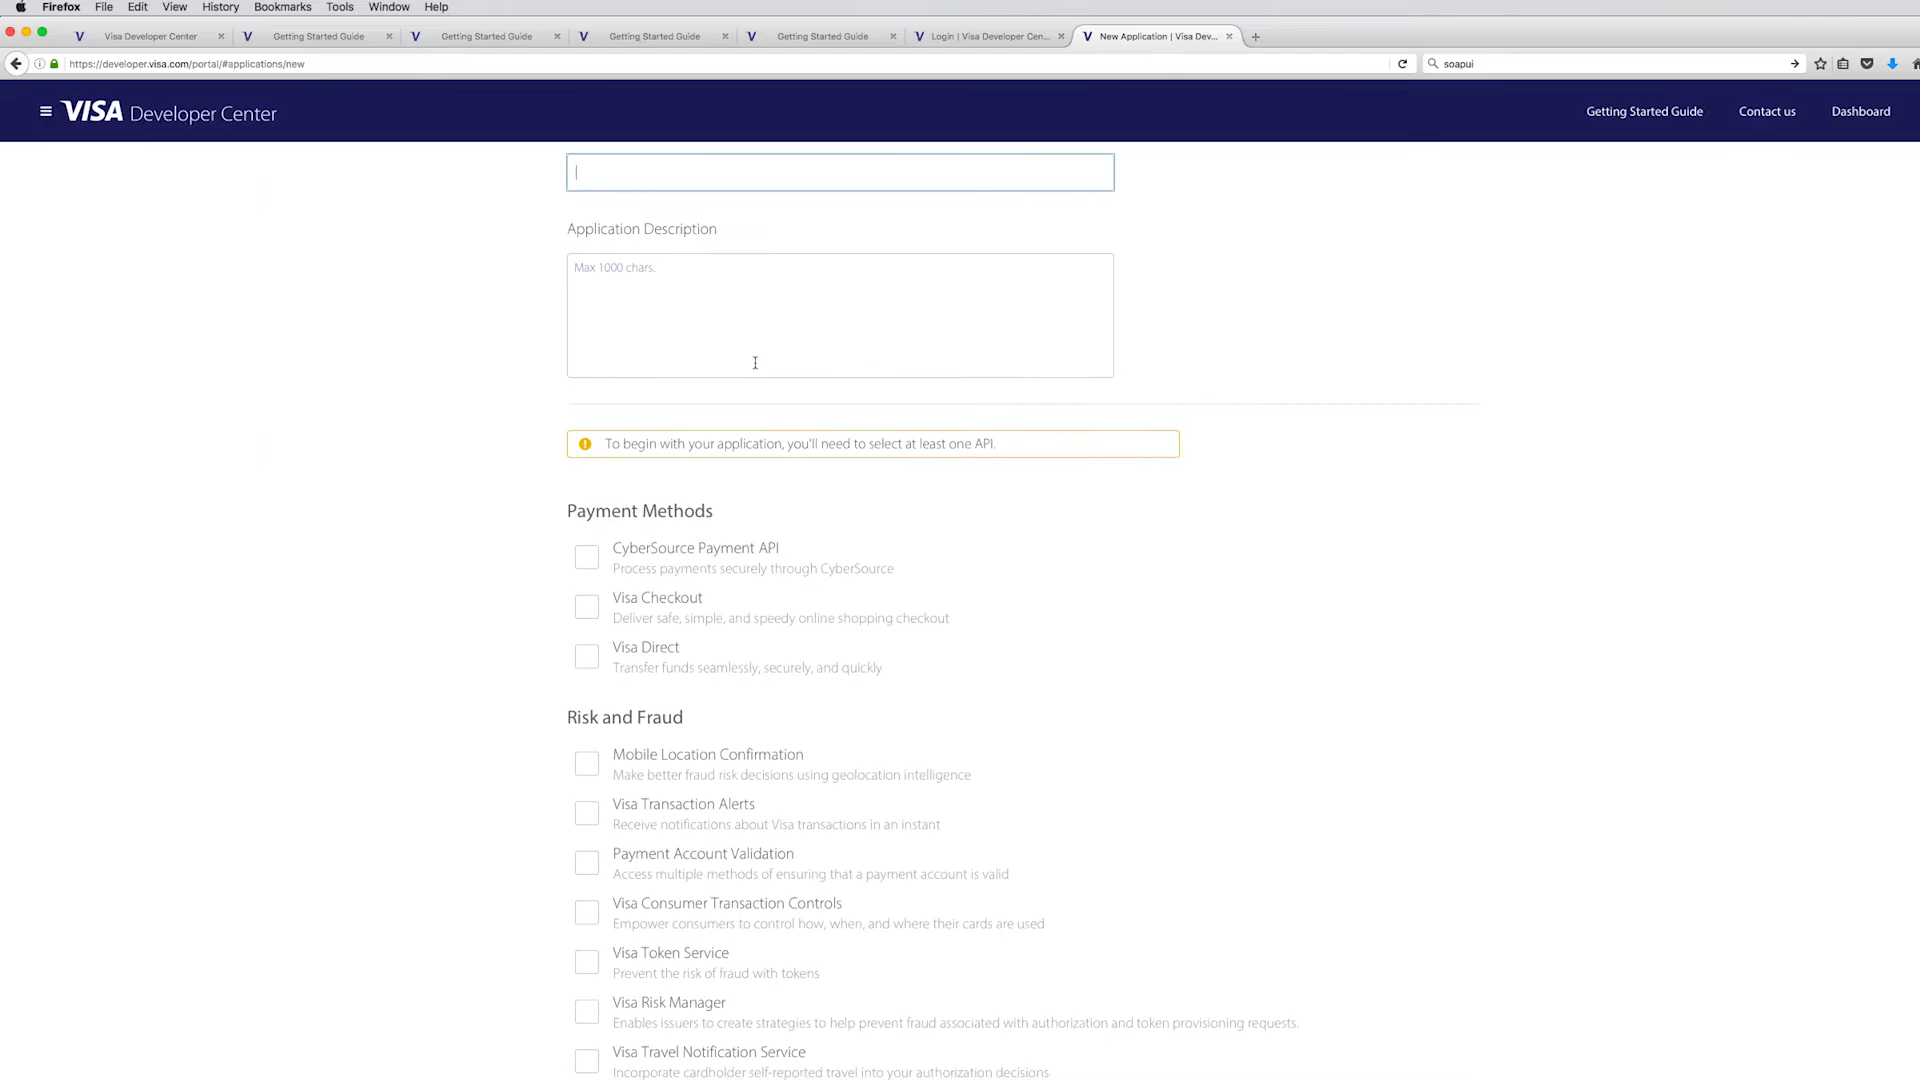 Firefox File Edit View History Bookmarks Tools Window Help
Visa Developer Center
Getting Started Guide
Getting Started Guide
Getting Started Guide
Getting Started Guide
Login | Visa Developer Cen...
New Application | Visa Dev...
https://developer.visa.com/portal/#applications/new
soapui
VISA Developer Center
Getting Started Guide
Contact us
Dashboard
Application Description
Max 1000 chars.
To begin with your application, you'll need to select at least one API.
Payment Methods
CyberSource Payment API
Process payments securely through CyberSource
Visa Checkout
Deliver safe, simple, and speedy online shopping checkout
Visa Direct
Transfer funds seamlessly, securely, and quickly
Risk and Fraud
Mobile Location Confirmation
Make better fraud risk decisions using geolocation intelligence
Visa Transaction Alerts
Receive notifications about Visa transactions in an instant
Payment Account Validation
Access multiple methods of ensuring that a payment account is valid
Visa Consumer Transaction Controls
Empower consumers to control how, when, and where their cards are used
Visa Token Service
Prevent the risk of fraud with tokens
Visa Risk Manager
Enables issuers to create strategies to help prevent fraud associated with authorization and token provisioning requests.
Visa Travel Notification Service
Incorporate cardholder self-reported travel into your authorization decisions